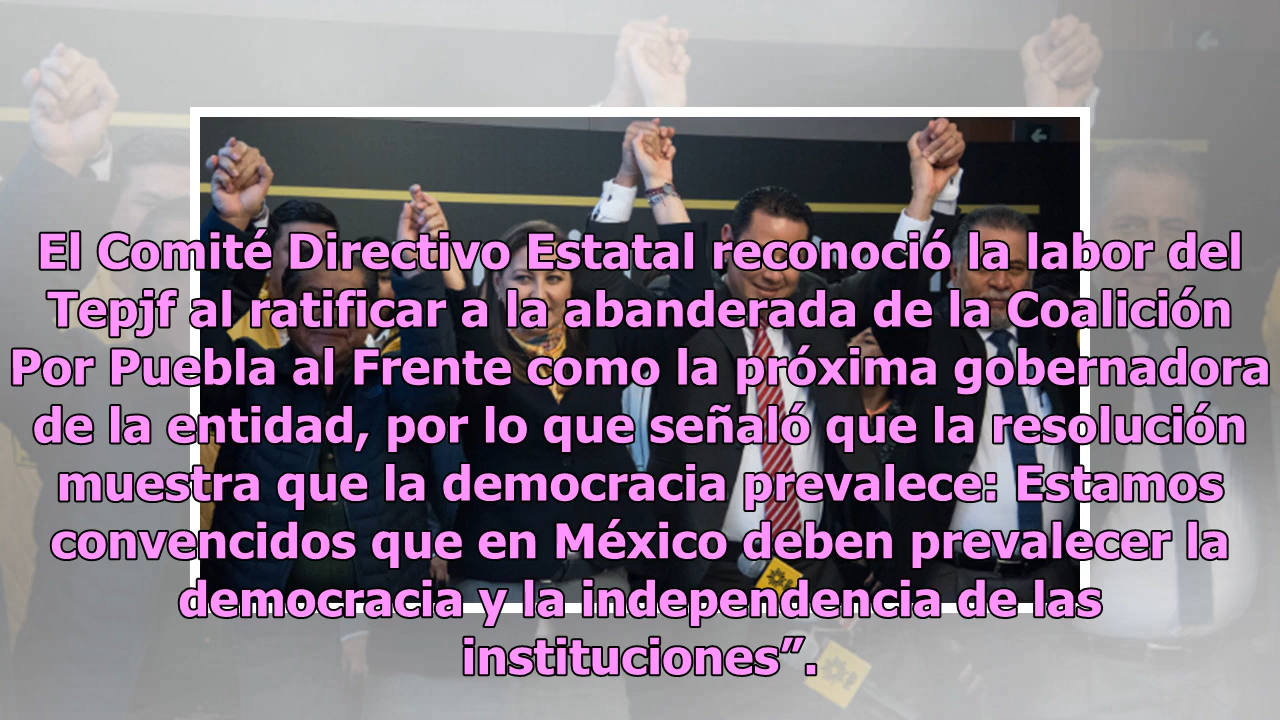 El Comité Directivo Estatal reconoció la labor del
Tepjf al ratificar a la abanderada de la Coalición
Por Puebla al Frente como la próxima gobernadora
de la entidad, por lo que señaló que la resolución
muestra que la democracia prevalece: Estamos
convencidos que en México deben prevalecer la
democracia y la independencia de las
instituciones”.